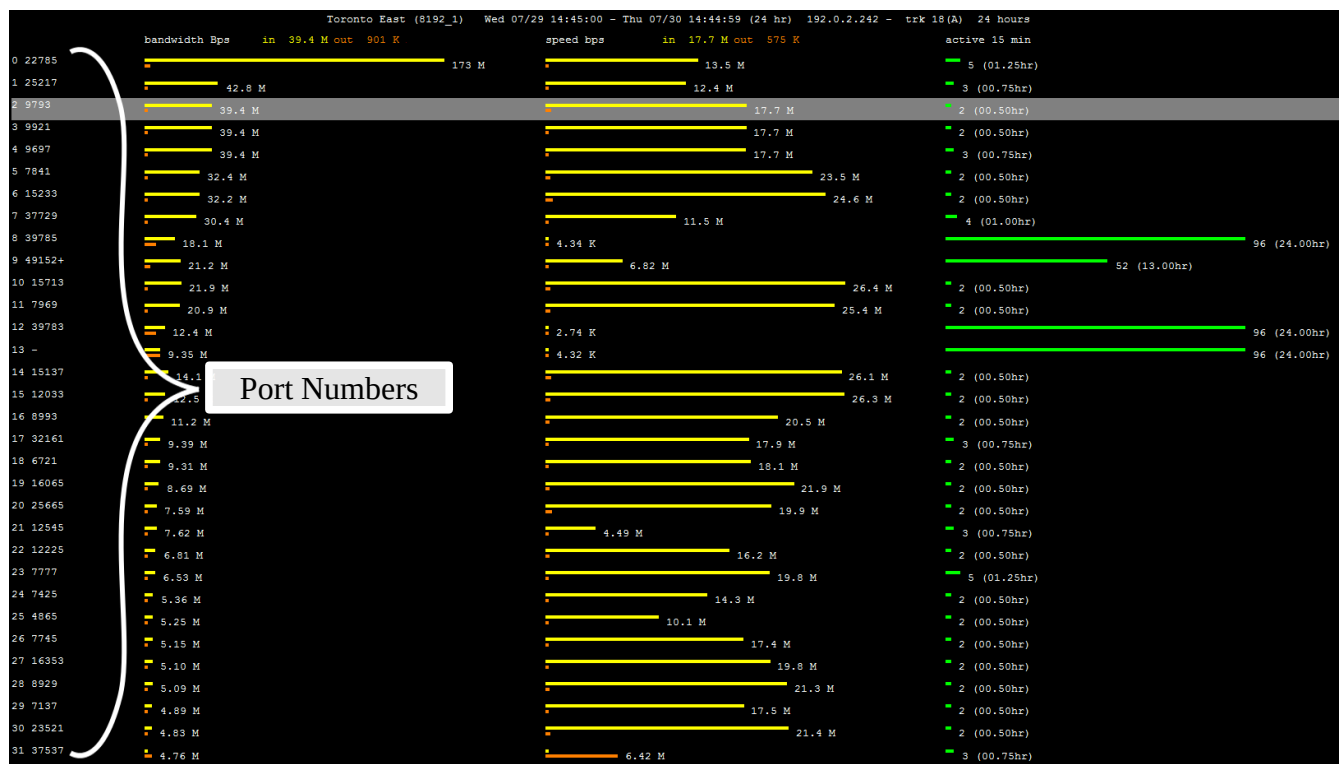 Toronto East (8192_1) Wed 07/29 14:45:00 - Thu 07/30 14:44:59 (24 hr) 192.0.2.242 - trk 18(A) 24 hours
bandwidth Bps in 39.4 M out 901 K speed bps in 17.7 M out 575 K active 15 min
0 22785 173 M 13.5 M 5 (01.25hr)
1 25217 42.8 M 12.4 M 3 (00.75hr)
2 9793 39.4 M 17.7 M 2 (00.50hr)
3 9921 39.4 M 17.7 M 2 (00.50hr)
4 9697 39.4 M 17.7 M 3 (00.75hr)
5 7841 32.4 M 23.5 M 2 (00.50hr)
6 15233 32.2 M 24.6 M 2 (00.50hr)
7 37729 30.4 M 11.5 M 4 (01.00hr)
8 39785 18.1 M 4.34 K 96 (24.00hr)
9 49152+ 21.2 M 6.82 M 52 (13.00hr)
10 15713 21.9 M 26.4 M 2 (00.50hr)
11 7969 20.9 M 25.4 M 2 (00.50hr)
12 39783 12.4 M 2.74 K 96 (24.00hr)
13 - 9.35 M 4.32 K 96 (24.00hr)
14 15137 14.1 26.1 M 2 (00.50hr)
Port Numbers
15 12033 26.3 M 2 (00.50hr)
16 8993 11.2 M 20.5 M 2 (00.50hr)
17 32161 9.39 M 17.9 M 3 (00.75hr)
18 6721 9.31 M 18.1 M 2 (00.50hr)
19 16065 8.69 M 21.9 M 2 (00.50hr)
20 25665 7.59 M 19.9 M 2 (00.50hr)
21 12545 7.62 M 4.49 M 3 (00.75hr)
22 12225 6.81 M 16.2 M 2 (00.50hr)
23 7777 6.53 M 19.8 M 5 (01.25hr)
24 7425 5.36 M 14.3 M 2 (00.50hr)
25 4865 5.25 M 10.1 M 2 (00.50hr)
26 7745 5.15 M 17.4 M 2 (00.50hr)
27 16353 5.10 M 19.8 M 2 (00.50hr)
28 8929 5.09 M 21.3 M 2 (00.50hr)
29 7137 4.89 M 17.5 M 2 (00.50hr)
30 23521 4.83 M 21.4 M 2 (00.50hr)
31 37537 4.76 M 6.42 M 3 (00.75hr)